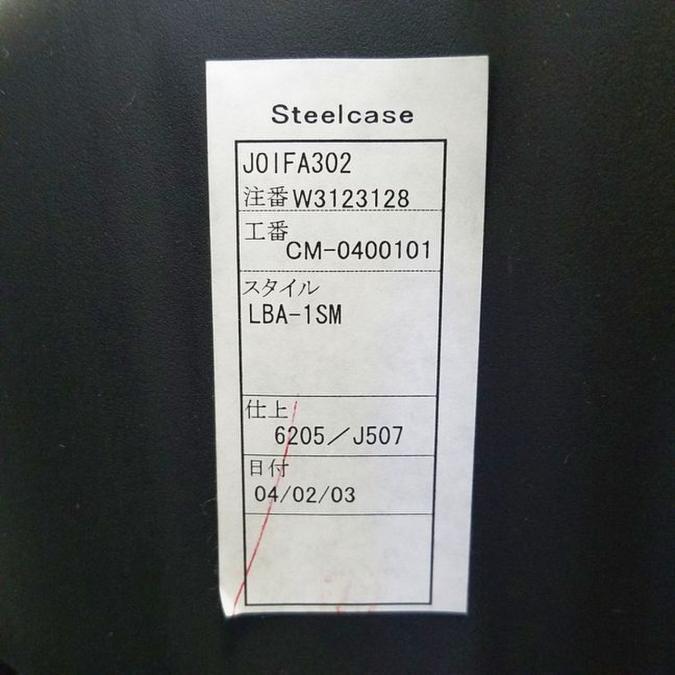 Steelcase
JOIFA302
注番W3123128
工番
CM-0400101
スタイル
LBA-1SM
仕上
6205／J507
日付
04/02/03